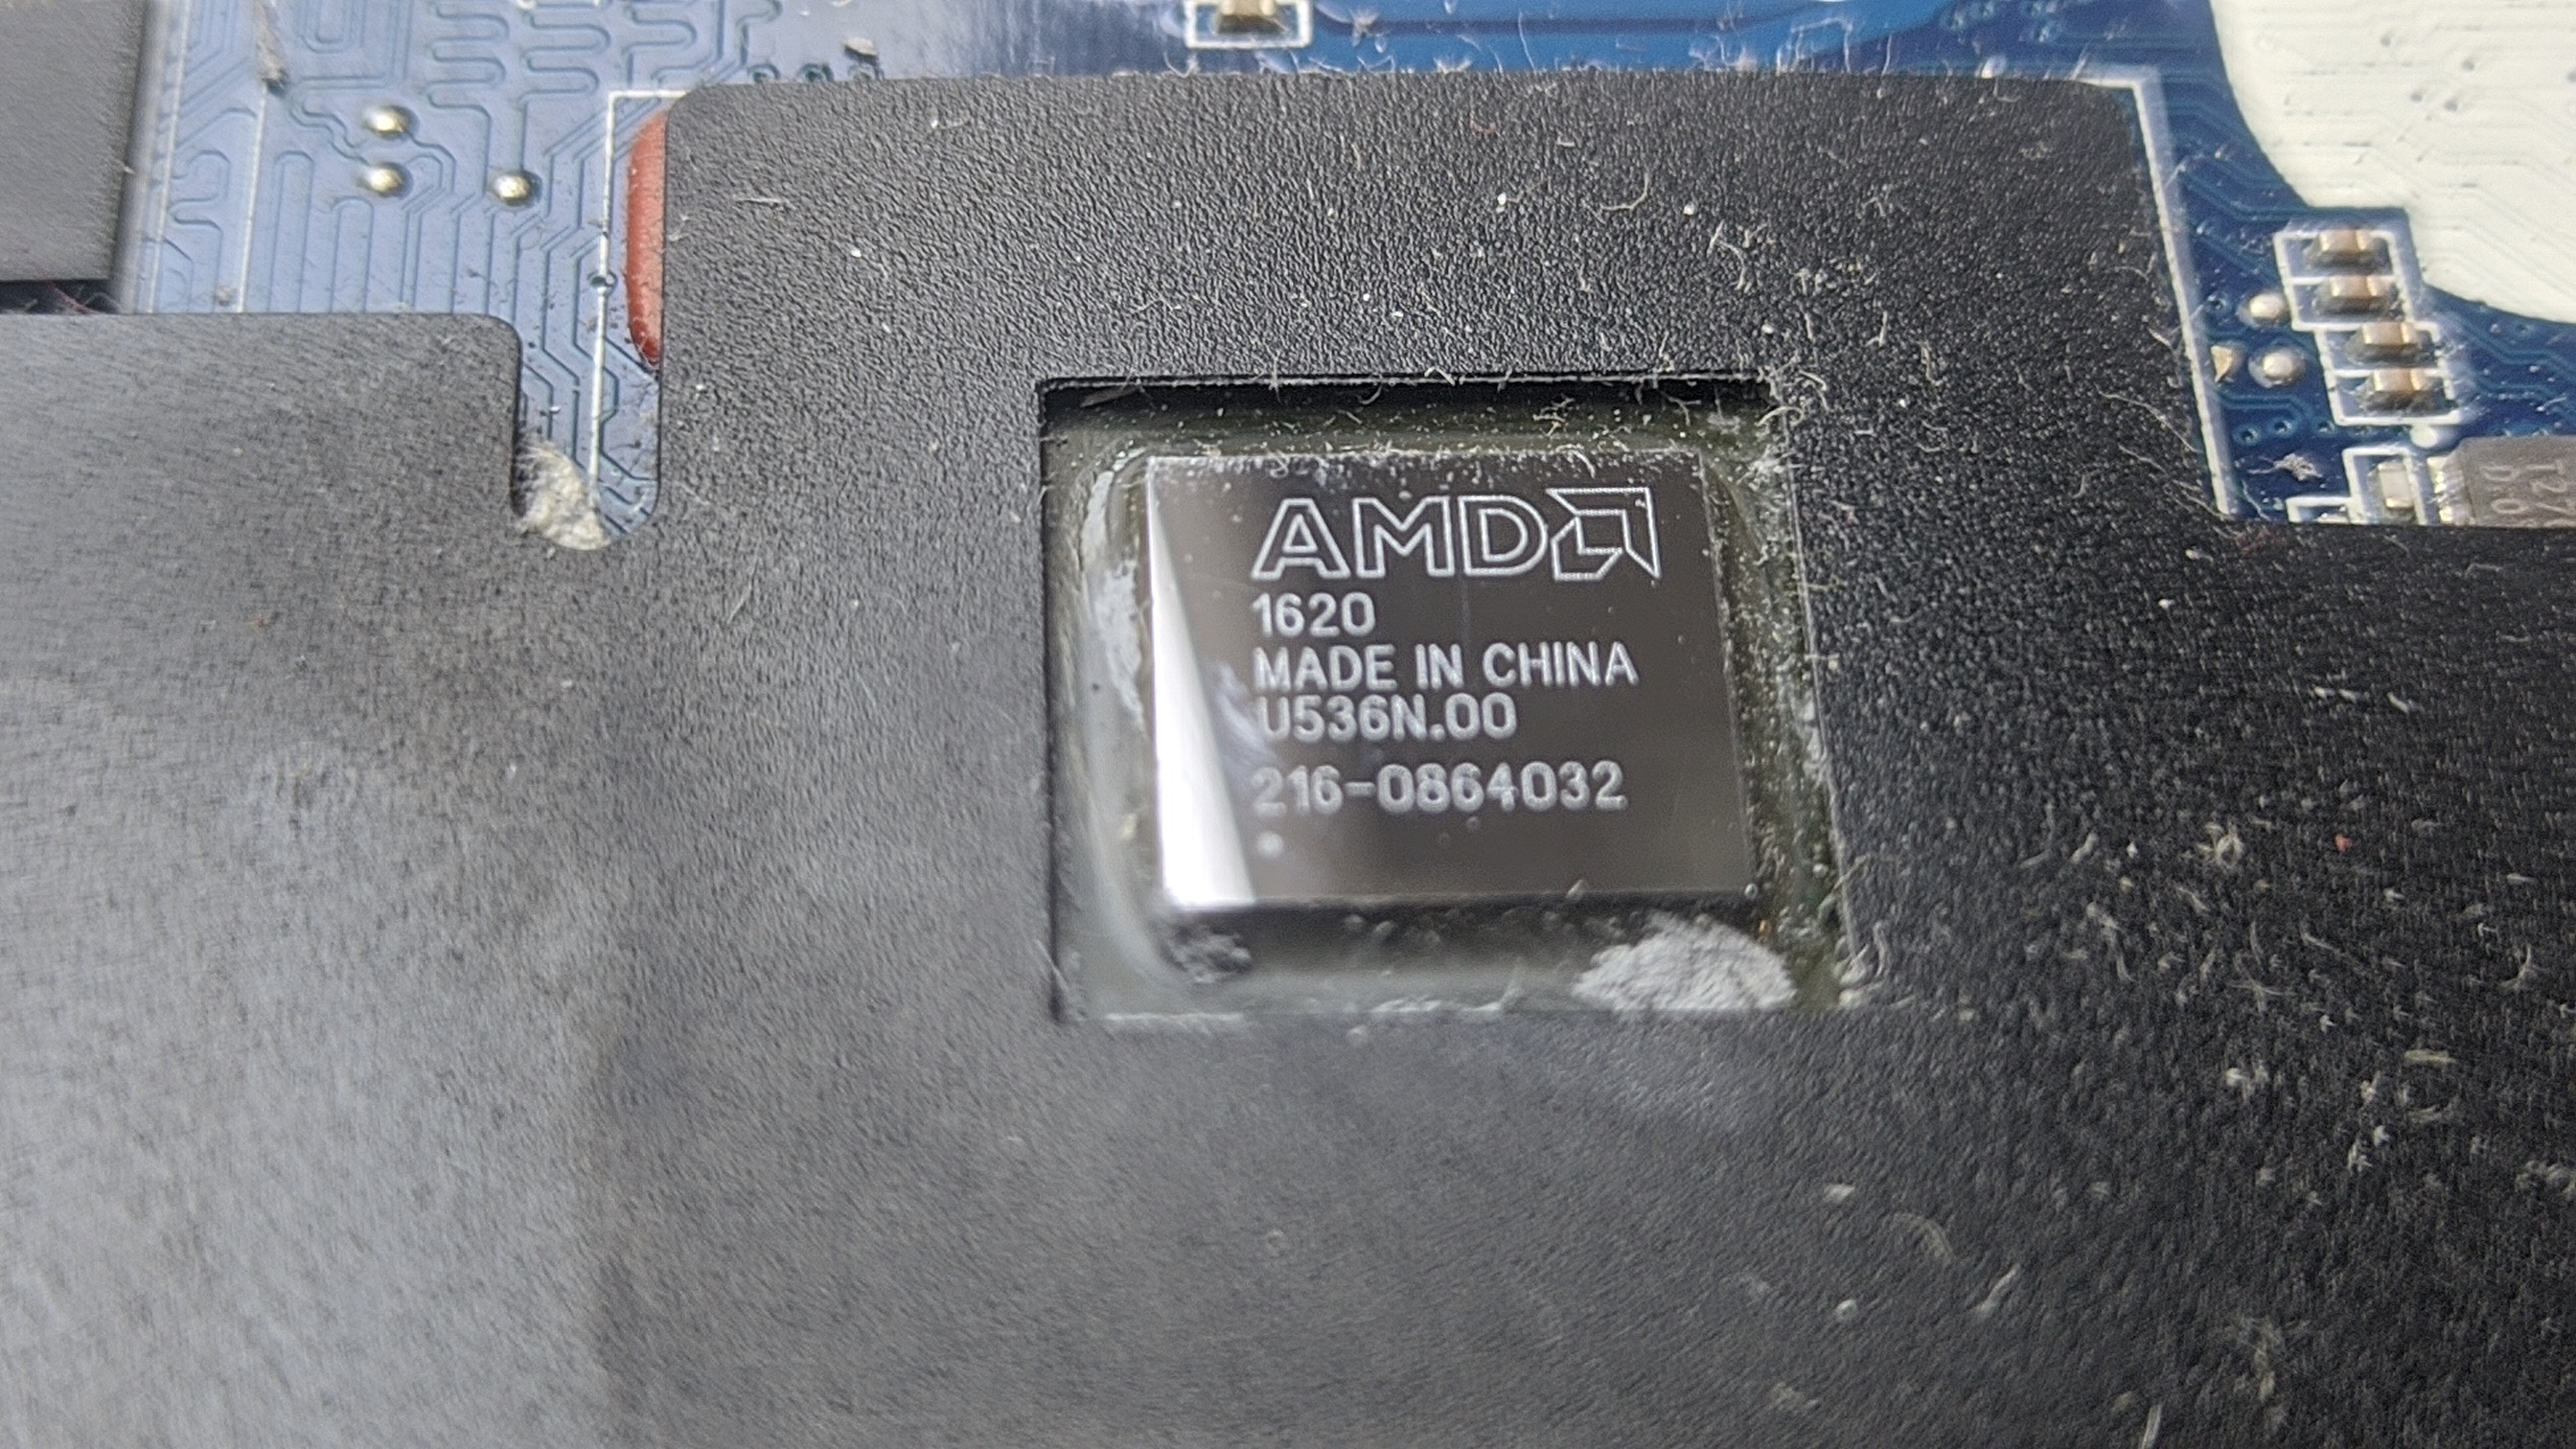 AMD
1620
MADE IN CHINA
U536N.00
216-0864032